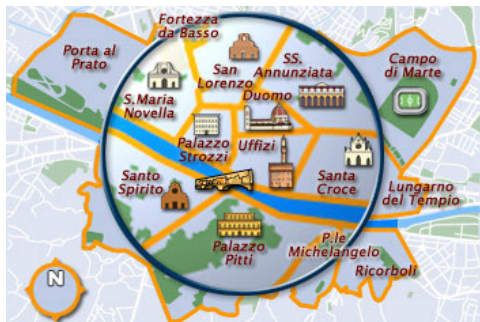 Fortezza
da Basso
Porta al
Prato
San
Lorenzo
SS.
Annunziata
Campo
di Marte
S.Maria
Novella
Duomo
Palazzo
Strozzi
Uffizi
Santo
Spirito
Santa
Croce
Lungarno
del Tempio
Palazzo
Pitti
P.le
Michelangelo
Ricorboli
N